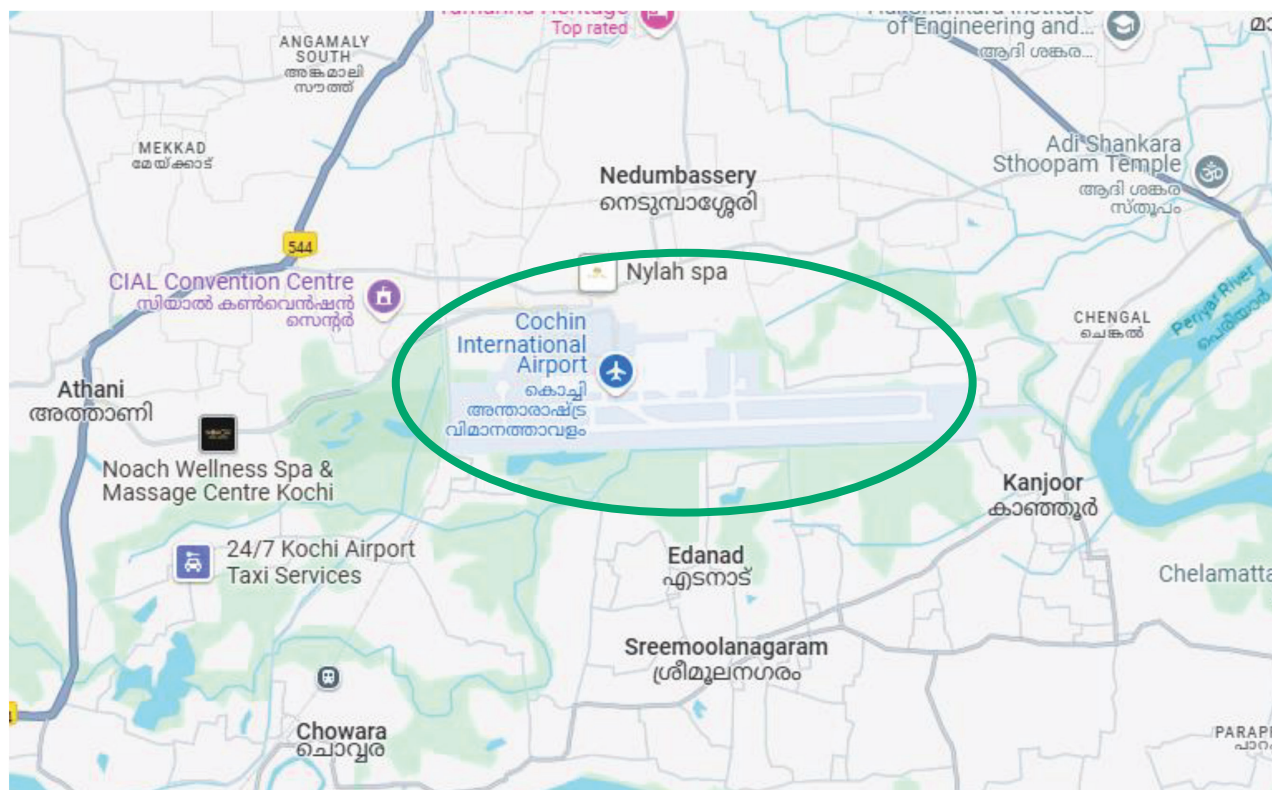 Top rated
of Engineering and...
ആദി ശങ്കര...
ANGAMALY
SOUTH
അങ്കമാലി
സൗത്ത്
MEKKAD
മേയ്ക്കാട്
Adi Shankara
Sthoopam Temple
ആദി ശങ്കര
സ്തൂപം
Nedumbassery
നെടുമ്പാശ്ശേരി
544
CIAL Convention Centre
സിയാൽ കൺവെൻഷൻ
സെന്റർ
Nylah spa
Periyar River
പെരിയാർ
CHENGAL
ചെങ്കൽ
Cochin
International
Airport
കൊച്ചി
അന്താരാഷ്ട്ര
വിമാനത്താവളം
Athani
അത്താണി
Noach Wellness Spa &
Massage Centre Kochi
Kanjoor
കാഞ്ഞൂർ
24/7 Kochi Airport
Taxi Services
Edanad
എടനാട്
Chelamatta
Sreemoolanagaram
ശ്രീമൂലനഗരം
Chowara
ചൊവ്വര